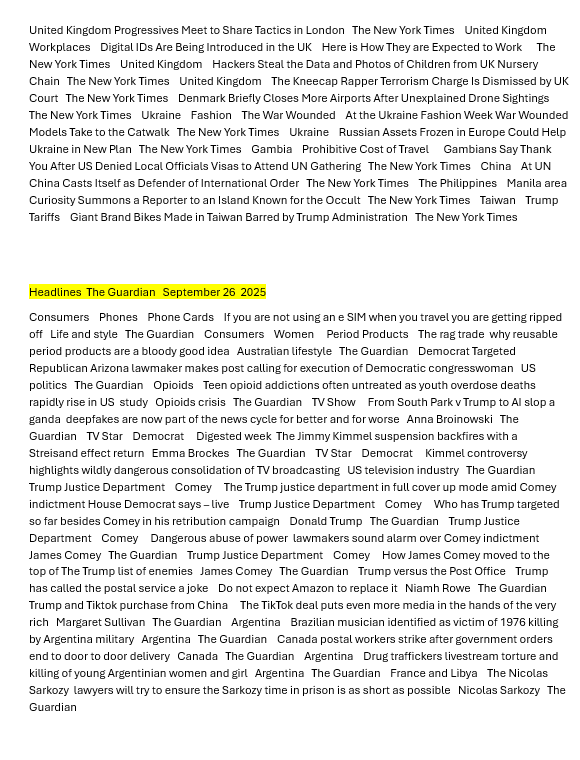 United Kingdom Progressives Meet to Share Tactics in London The New York Times United Kingdom
Workplaces Digital IDs Are Being Introduced in the UK Here is How They are Expected to Work The
New York Times United Kingdom Hackers Steal the Data and Photos of Children from UK Nursery
Chain The New York Times United Kingdom The Kneecap Rapper Terrorism Charge Is Dismissed by UK
Court The New York Times Denmark Briefly Closes More Airports After Unexplained Drone Sightings
The New York Times Ukraine Fashion The War Wounded At the Ukraine Fashion Week War Wounded
Models Take to the Catwalk The New York Times Ukraine Russian Assets Frozen in Europe Could Help
Ukraine in New Plan The New York Times Gambia Prohibitive Cost of Travel Gambians Say Thank
You After US Denied Local Officials Visas to Attend UN Gathering The New York Times China At UN
China Casts Itself as Defender of International Order The New York Times The Philippines Manila area
Curiosity Summons a Reporter to an Island Known for the Occult The New York Times Taiwan Trump
Tariffs Giant Brand Bikes Made in Taiwan Barred by Trump Administration The New York Times
Headlines The Guardian September 26 2025
Consumers Phones Phone Cards If you are not using an e SIM when you travel you are getting ripped
off Life and style The Guardian Consumers Women Period Products The rag trade why reusable
period products are a bloody good idea Australian lifestyle The Guardian Democrat Targeted
Republican Arizona lawmaker makes post calling for execution of Democratic congresswoman US
politics The Guardian Opioids Teen opioid addictions often untreated as youth overdose deaths
rapidly rise in US study Opioids crisis The Guardian TV Show From South Park v Trump to AI slop a
ganda deepfakes are now part of the news cycle for better and for worse Anna Broinowski The
Guardian TV Star Democrat Digested week The Jimmy Kimmel suspension backfires with a
Streisand effect return Emma Brockes The Guardian TV Star Democrat Kimmel controversy
highlights wildly dangerous consolidation of TV broadcasting US television industry The Guardian
Trump Justice Department Comey The Trump justice department in full cover up mode amid Comey
indictment House Democrat says – live Trump Justice Department Comey Who has Trump targeted
so far besides Comey in his retribution campaign Donald Trump The Guardian Trump Justice
Department Comey Dangerous abuse of power lawmakers sound alarm over Comey indictment
James Comey The Guardian Trump Justice Department Comey How James Comey moved to the
top of The Trump list of enemies James Comey The Guardian Trump versus the Post Office Trump
has called the postal service a joke Do not expect Amazon to replace it Niamh Rowe The Guardian
Trump and Tiktok purchase from China The TikTok deal puts even more media in the hands of the very
rich Margaret Sullivan The Guardian Argentina Brazilian musician identified as victim of 1976 killing
by Argentina military Argentina The Guardian Canada postal workers strike after government orders
end to door to door delivery Canada The Guardian Argentina Drug traffickers livestream torture and
killing of young Argentinian women and girl Argentina The Guardian France and Libya The Nicolas
Sarkozy lawyers will try to ensure the Sarkozy time in prison is as short as possible Nicolas Sarkozy The
Guardian